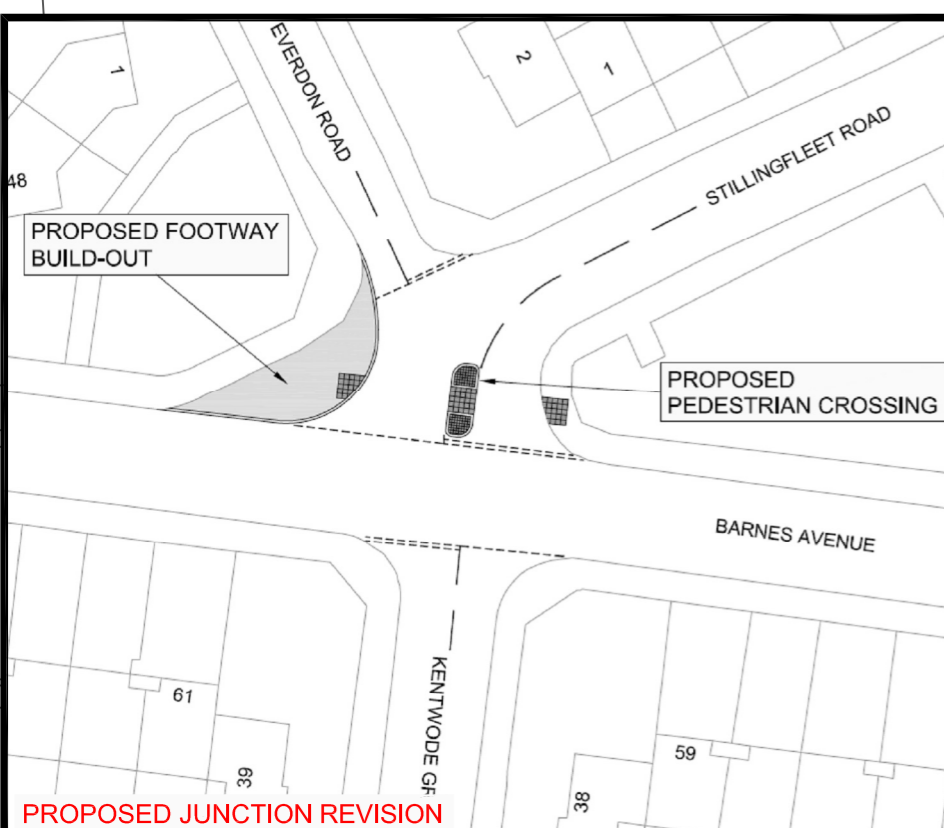 EVERDON ROAD
2
1
1
STILLINGFLEET ROAD
48
PROPOSED FOOTWAY
BUILD-OUT
PROPOSED
PEDESTRIAN CROSSING
BARNES AVENUE
KENTWODE GR
61
59
39
38
PROPOSED JUNCTION REVISION